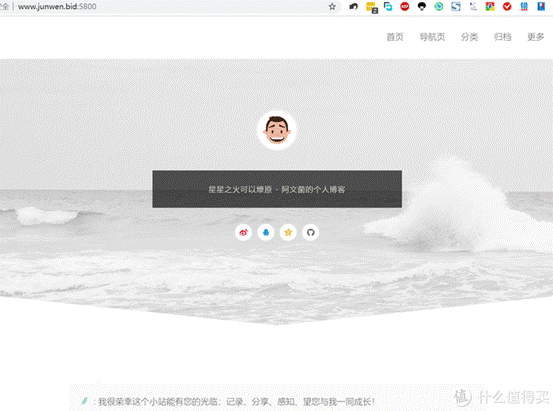 安全 | www.junwen.bid:5800
首页 导航页 分类 归档 更多
星星之火可以燎原 - 阿文菌的个人博客
: 我很荣幸这个小站能有您的光临；记录、分享、感知、望您与我一同成长！
值 什么值得买